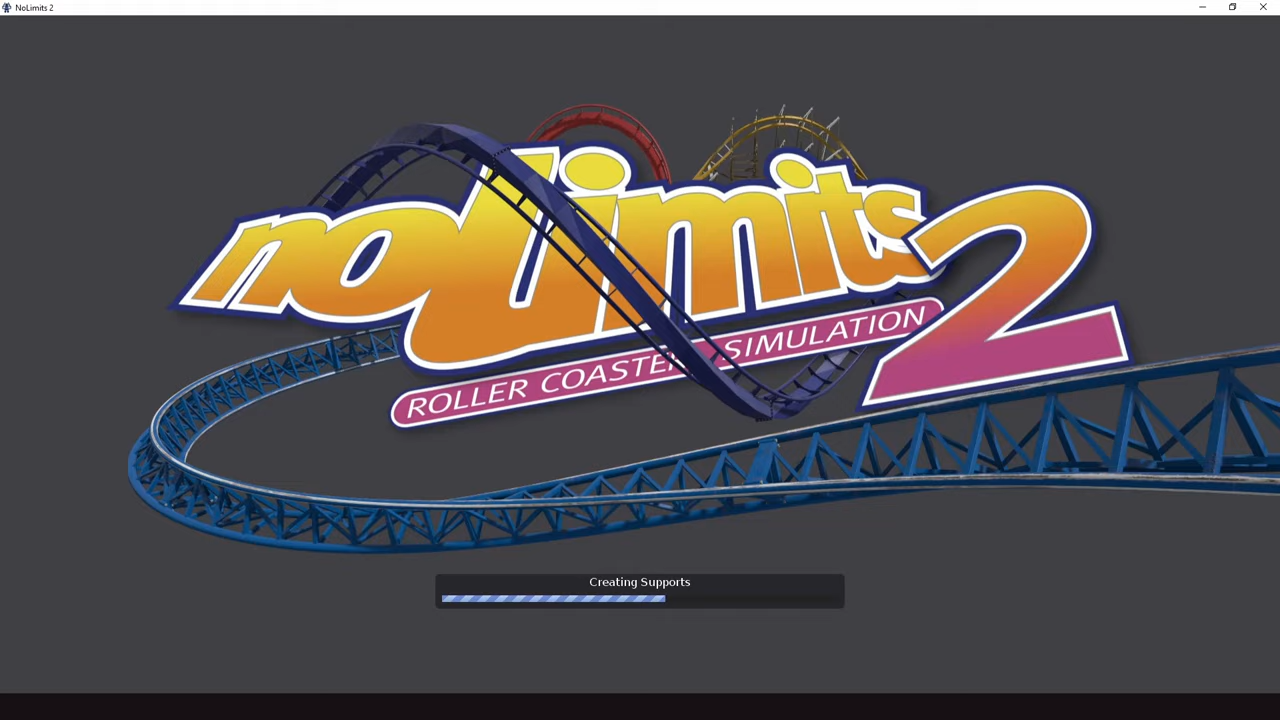 NoLimits 2
noLimits 2
ROLLER COASTER SIMULATION
Creating Supports